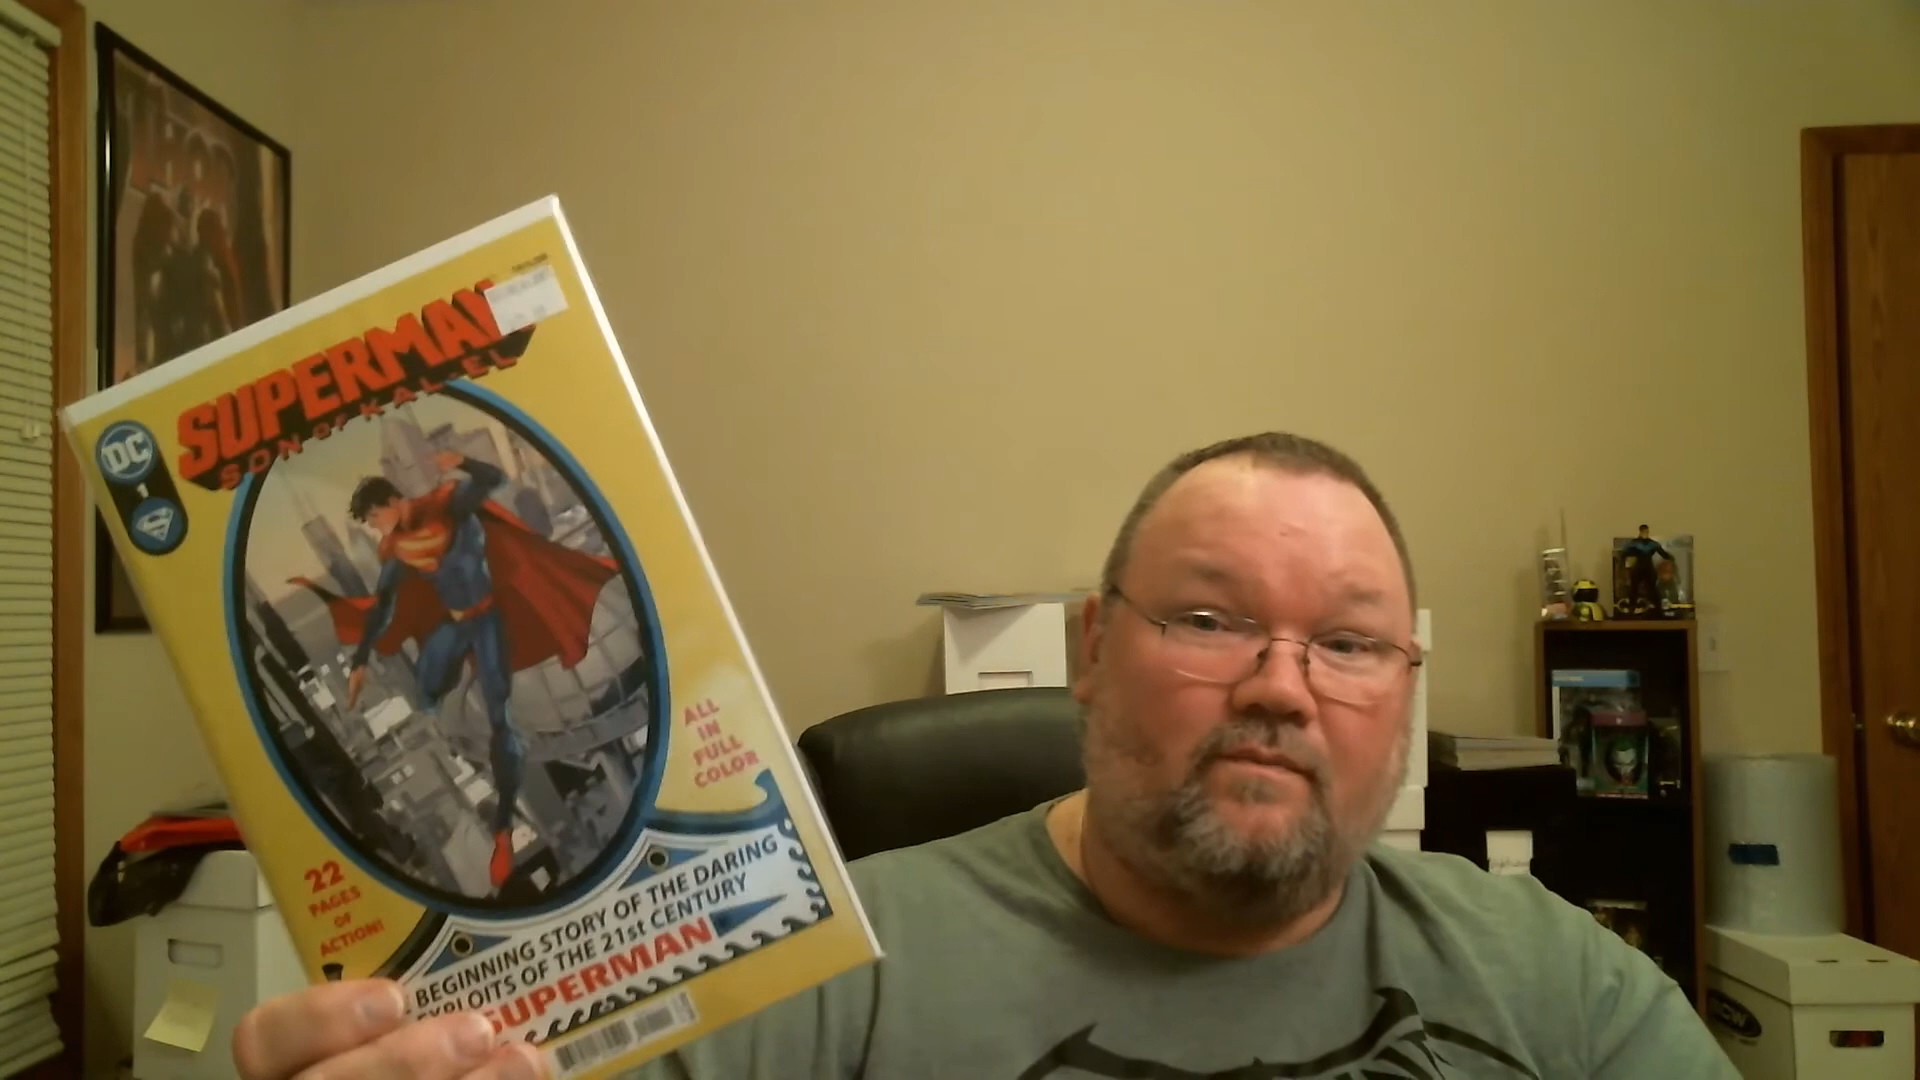 THOR
SUPERMAN
SON OF KAL-EL
DC
1
ALL
IN
FULL
COLOR
22
PAGES
OF
ACTION!
BEGINNING STORY OF THE DARING
EXPLOITS OF THE 21st CENTURY
SUPERMAN